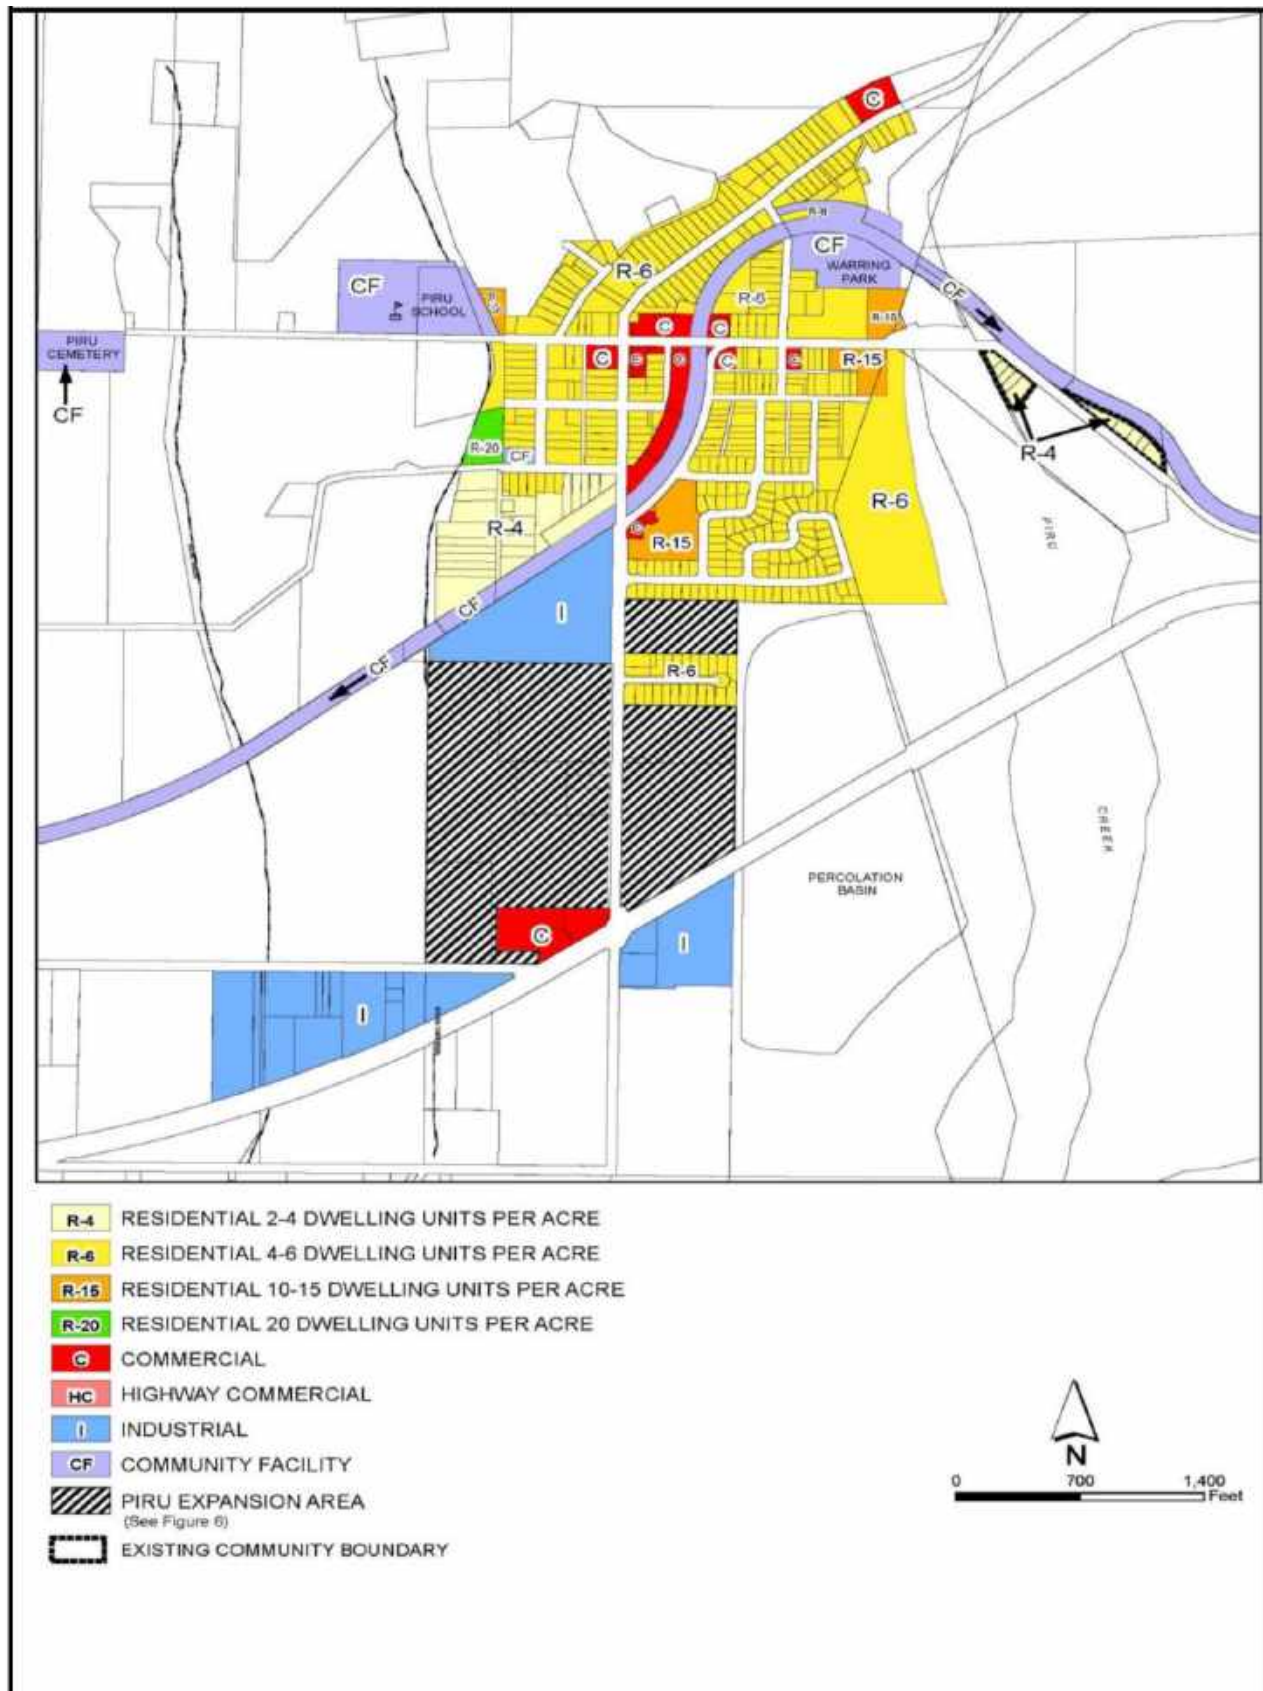 C
R-6
CF
WARRING
PARK
R-6
CF
PIRU
SCHOOL
R-6
CF
C
C
R-15
PIRU
CEMETERY
C
C
C
C
C
R-15
CF
R-20
CF
R-4
R-4
R-6
C
R-15
PIRU
I
CF
CF
R-6
CREEK
PERCOLATION
BASIN
C
I
I
R-4 RESIDENTIAL 2-4 DWELLING UNITS PER ACRE
R-6 RESIDENTIAL 4-6 DWELLING UNITS PER ACRE
R-15 RESIDENTIAL 10-15 DWELLING UNITS PER ACRE
R-20 RESIDENTIAL 20 DWELLING UNITS PER ACRE
C COMMERCIAL
HC HIGHWAY COMMERCIAL
I INDUSTRIAL
CF COMMUNITY FACILITY
PIRU EXPANSION AREA
(See Figure 6)
EXISTING COMMUNITY BOUNDARY
N
0 700 1,400
Feet